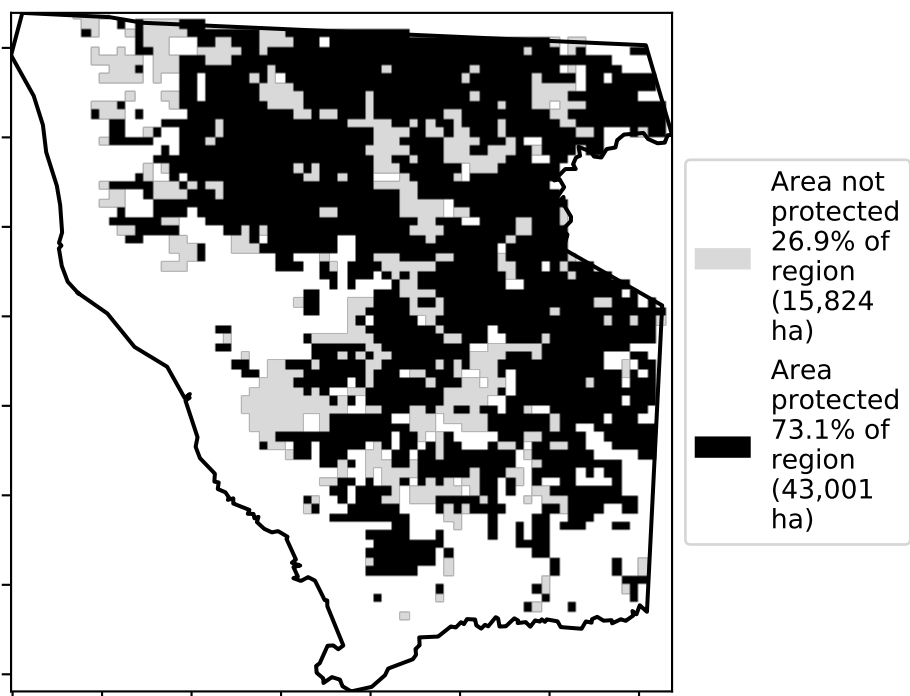 Area not
protected
26.9% of
region
(15,824
ha)
Area
protected
73.1% of
region
(43,001
ha)